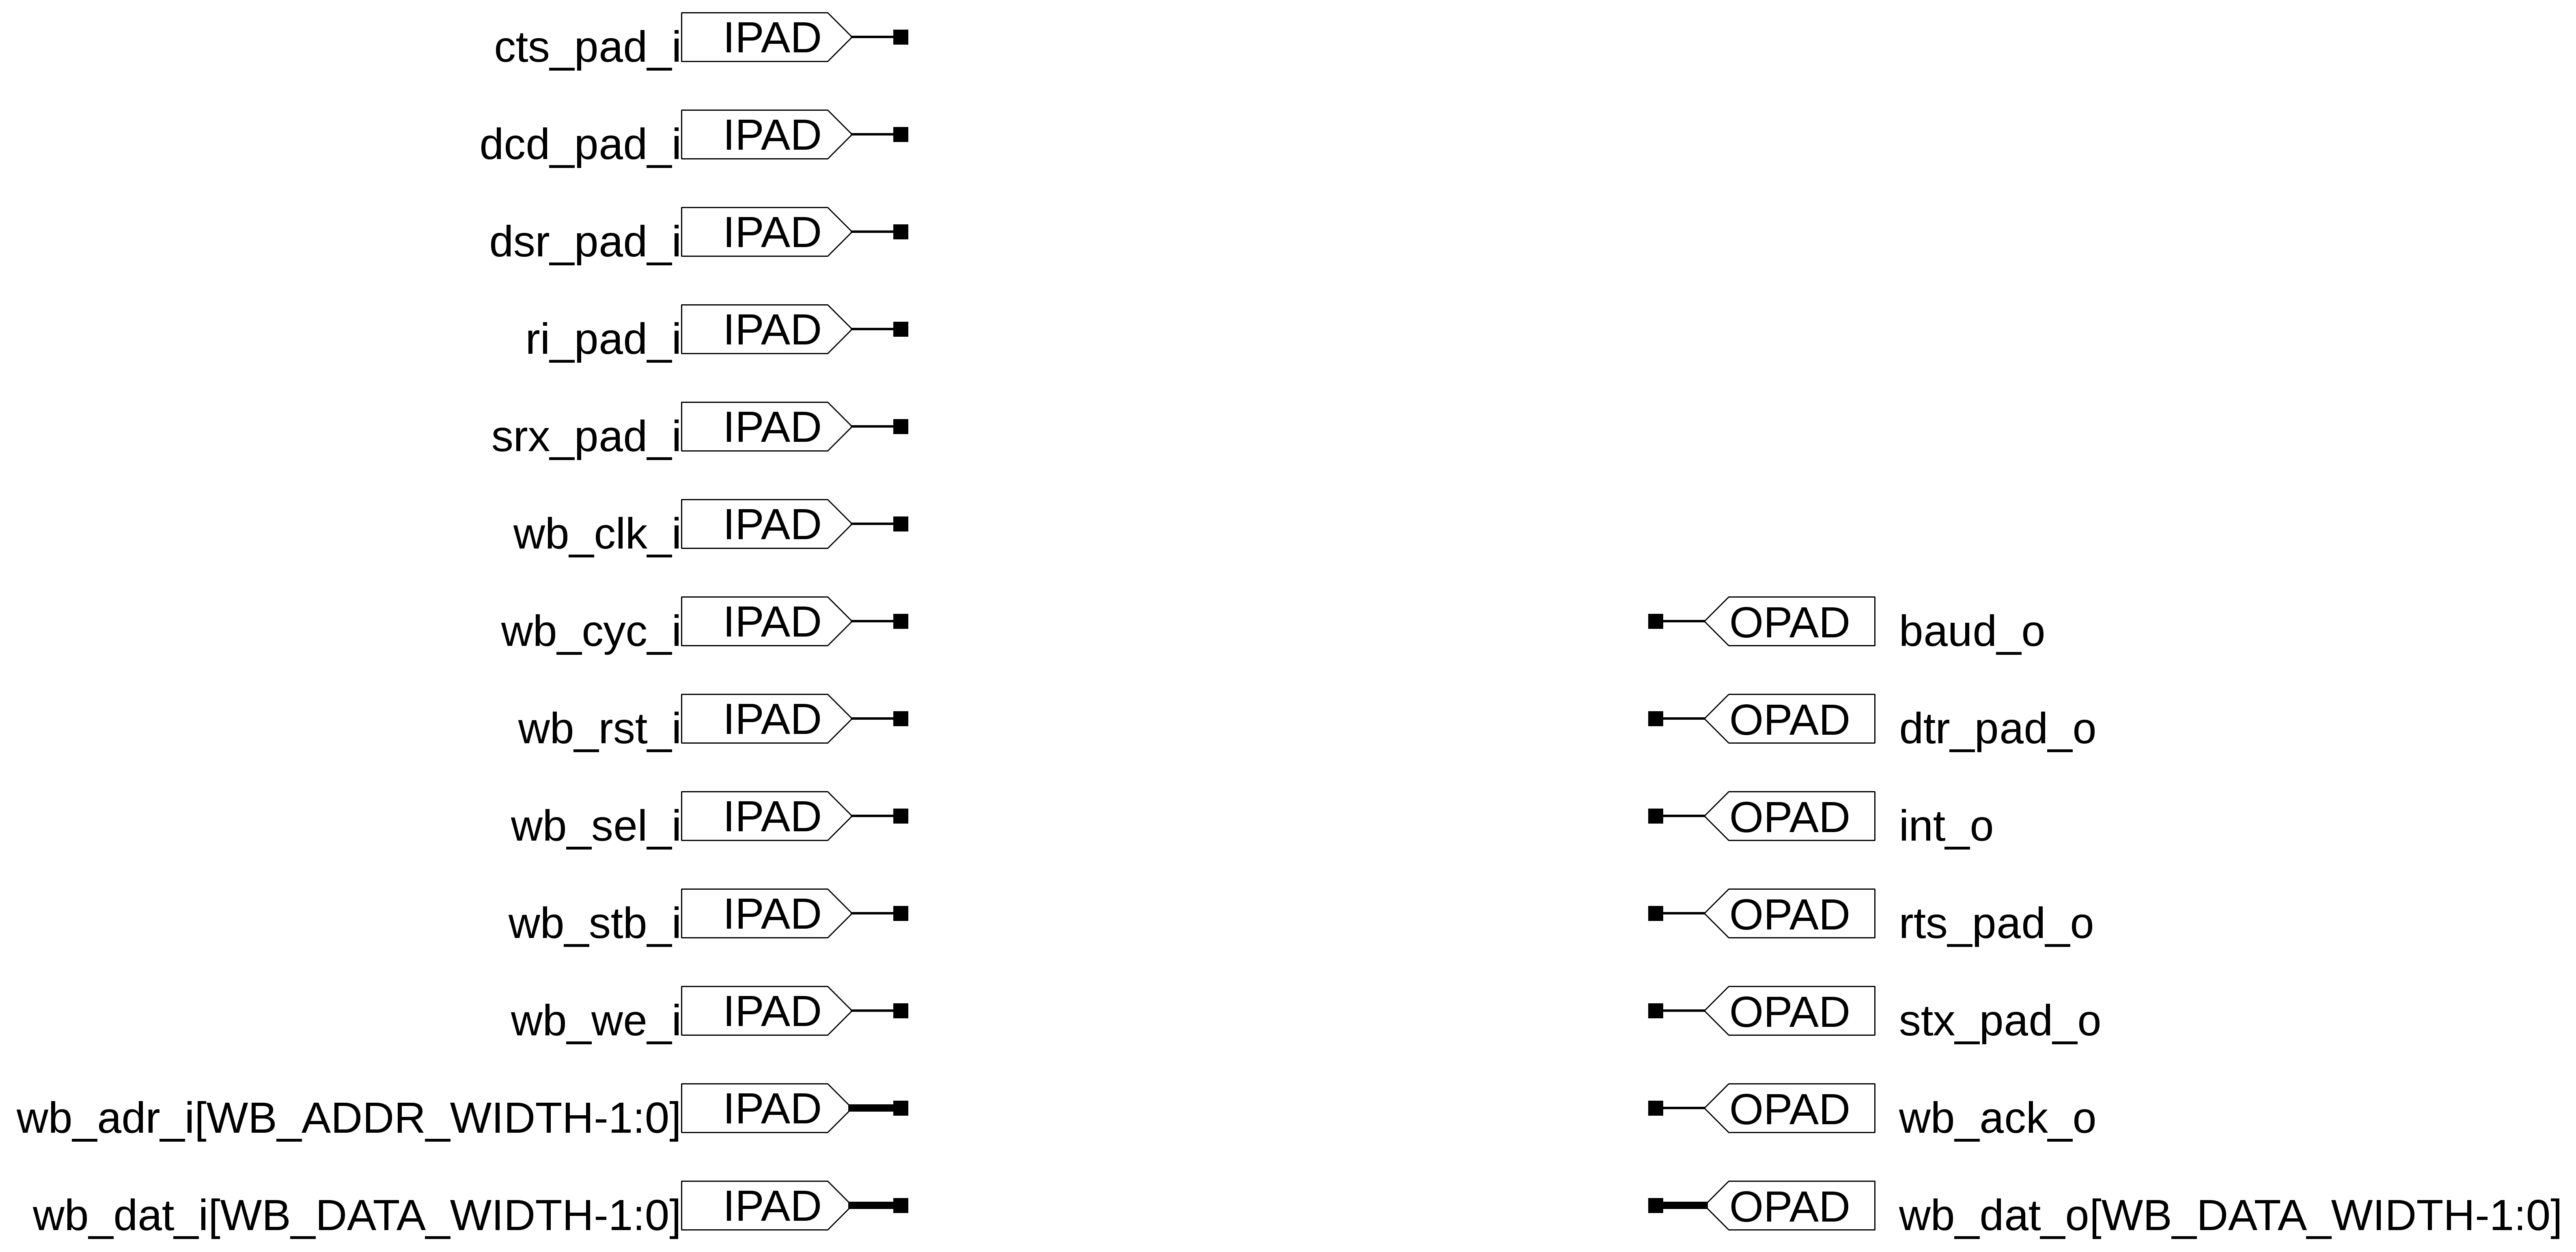 cts_pad_i IPAD
dcd_pad_i IPAD
dsr_pad_i IPAD
ri_pad_i IPAD
srx_pad_i IPAD
wb_clk_i IPAD
wb_cyc_i IPAD OPAD baud_o
wb_rst_i IPAD OPAD dtr_pad_o
wb_sel_i IPAD OPAD int_o
wb_stb_i IPAD OPAD rts_pad_o
wb_we_i IPAD OPAD stx_pad_o
wb_adr_i[WB_ADDR_WIDTH-1:0] IPAD OPAD wb_ack_o
wb_dat_i[WB_DATA_WIDTH-1:0] IPAD OPAD wb_dat_o[WB_DATA_WIDTH-1:0]